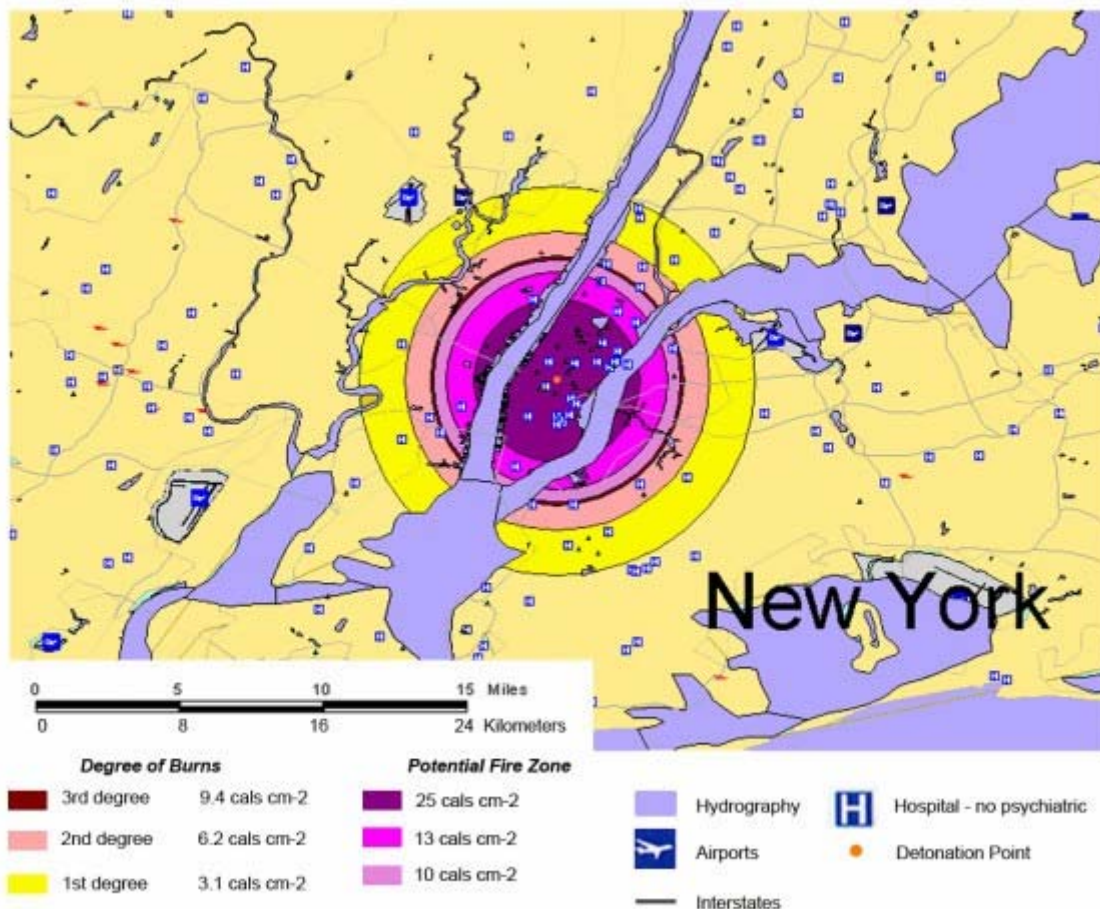 New York
0 5 10 15 Miles
0 8 16 24 Kilometers
Degree of Burns
3rd degree 9.4 cals cm-2
2nd degree 6.2 cals cm-2
1st degree 3.1 cals cm-2
Potential Fire Zone
25 cals cm-2
13 cals cm-2
10 cals cm-2
Hydrography
Airports
Interstates
H Hospital - no psychiatric
Detonation Point